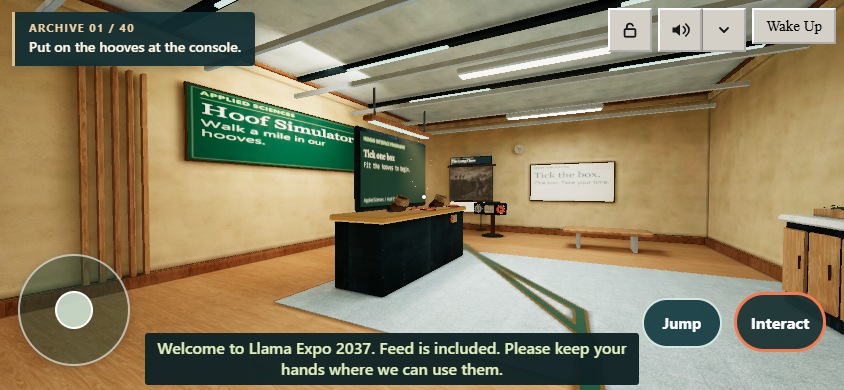 ARCHIVE 01 / 40
Put on the hooves at the console.
Wake Up
APPLIED SCIENCES
Hoof Simulator
Walk a mile in our
hooves.
Tick one box
Fit the hooves to begin.
Tick the box.
Jump
Interact
Welcome to Llama Expo 2037. Feed is included. Please keep your
hands where we can use them.